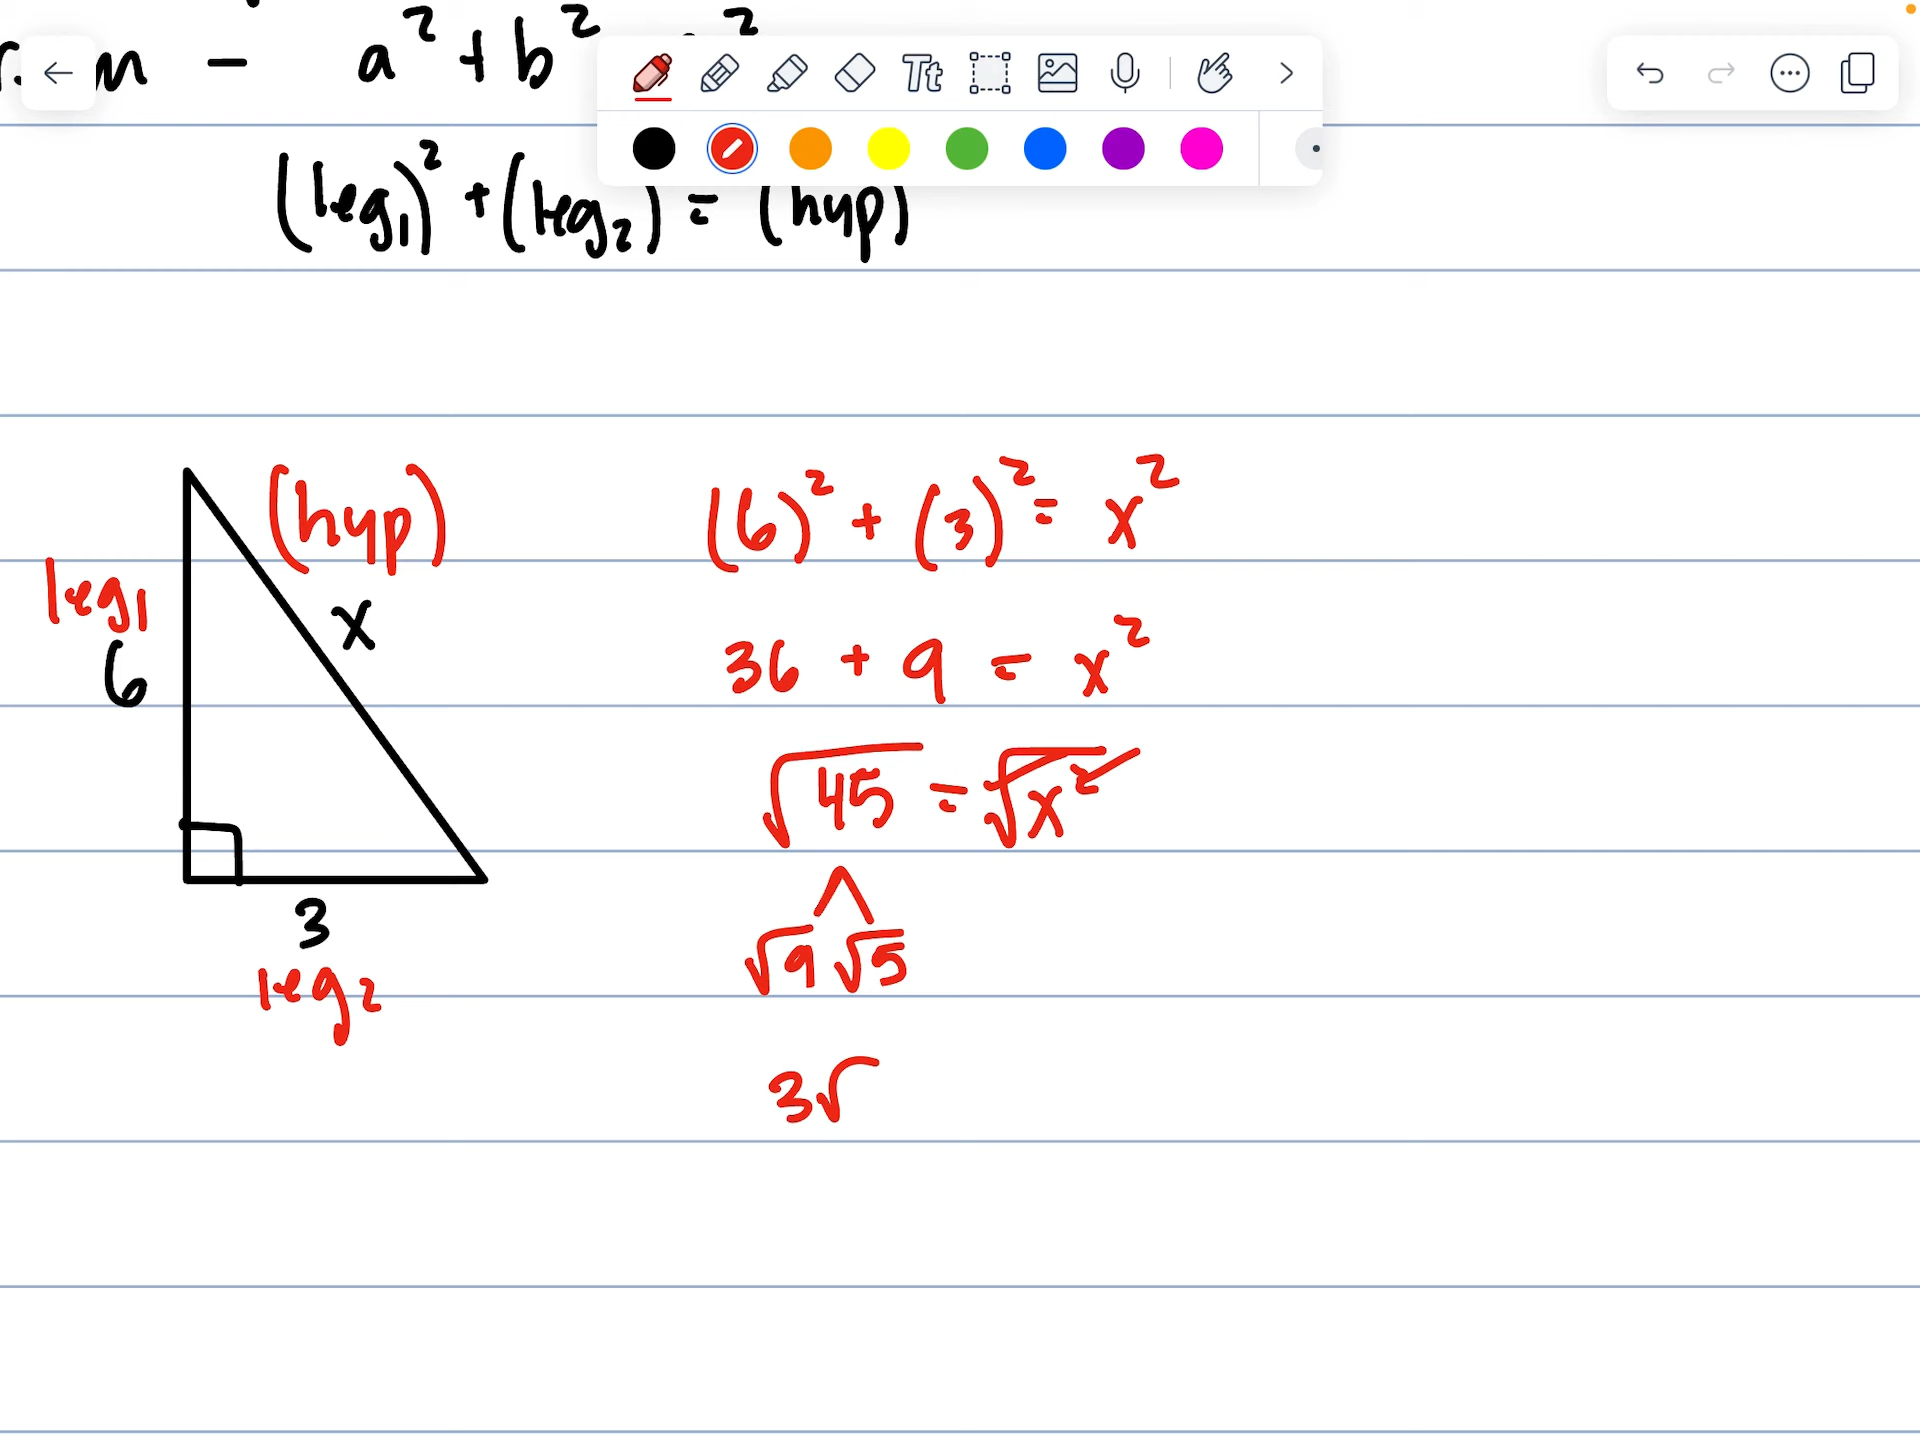 m - a² + b²
Tt
(leg₁)² + (leg₂) = (hyp)
(hyp)
leg₁
6
x
3
leg₂
(6)² + (3)² = x²
36 + 9 = x²
√45 = √x²
√9 √5
3√